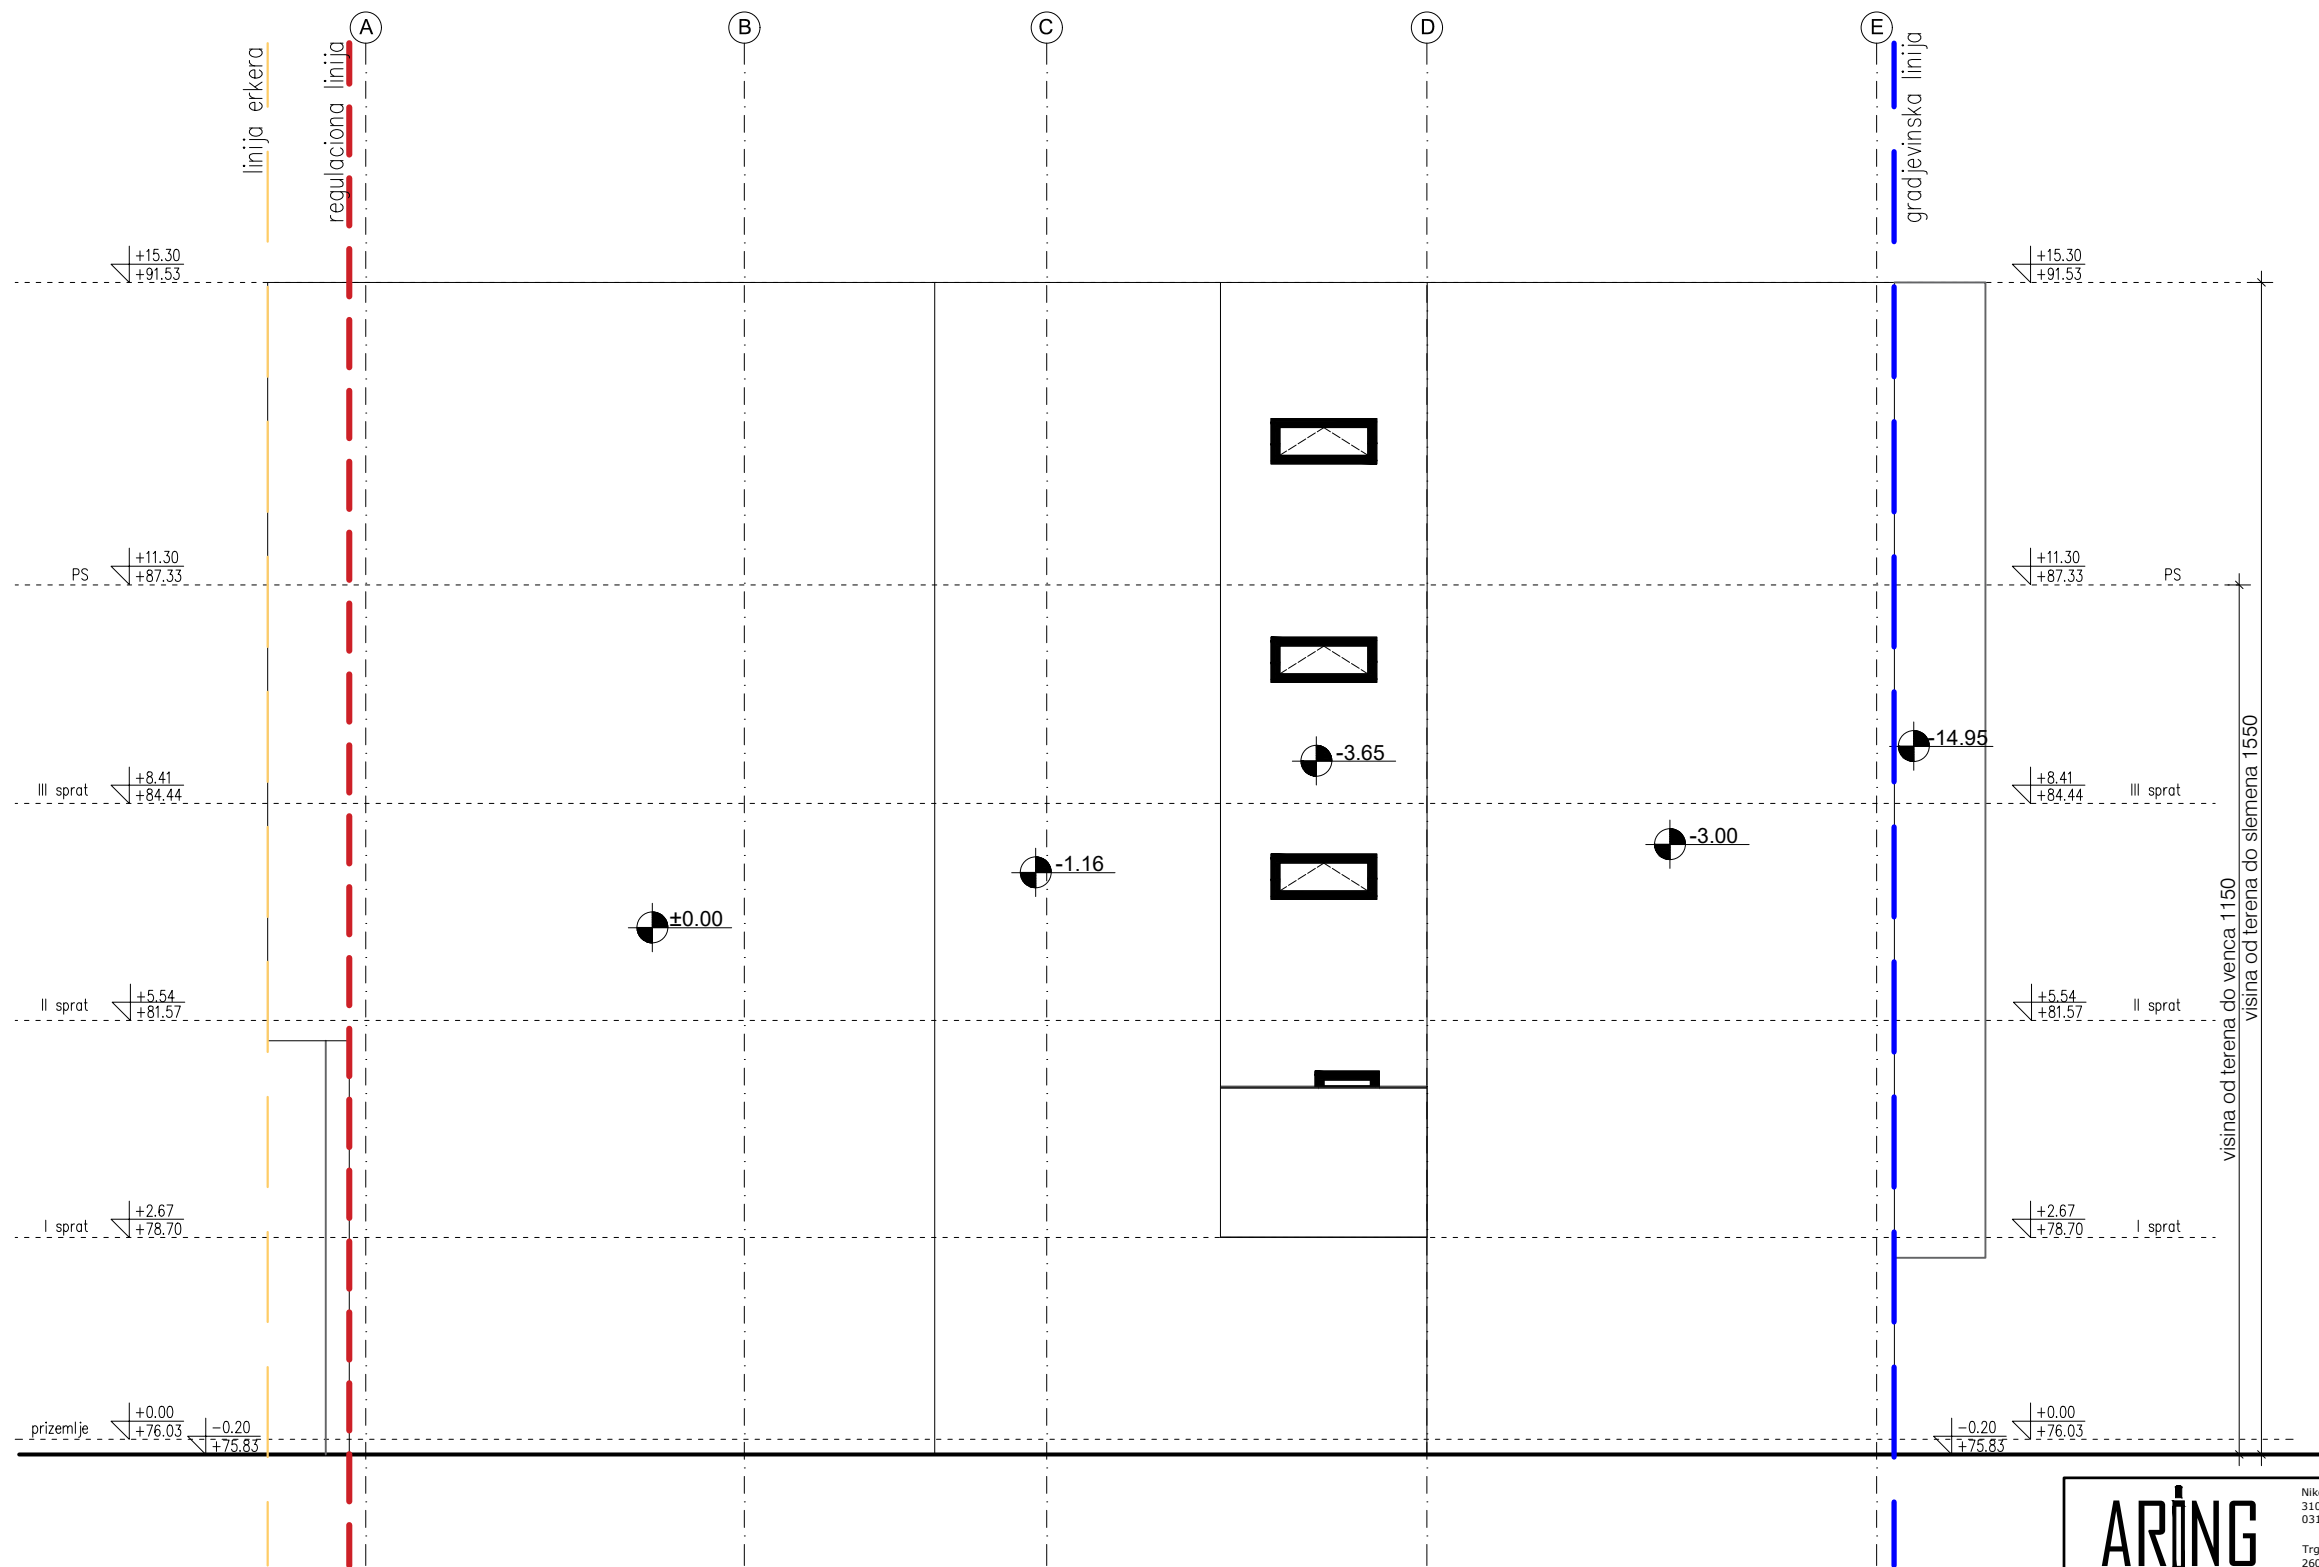 A
B
C
D
E
linija erkera
regulaciona linija
gradjevinska linija
+15.30
+91.53
+15.30
+91.53
PS
+11.30
+87.33
+11.30
+87.33
PS
-3.65
-14.95
III sprat
+8.41
+84.44
+8.41
+84.44
III sprat
-3.00
-1.16
±0.00
visina od terena do venca 1150
visina od terena do slemena 1550
II sprat
+5.54
+81.57
+5.54
+81.57
II sprat
I sprat
+2.67
+78.70
+2.67
+78.70
I sprat
prizemlje
+0.00
+76.03
-0.20
+75.83
-0.20
+75.83
+0.00
+76.03
ARING
Nik
310
031
Trg
260